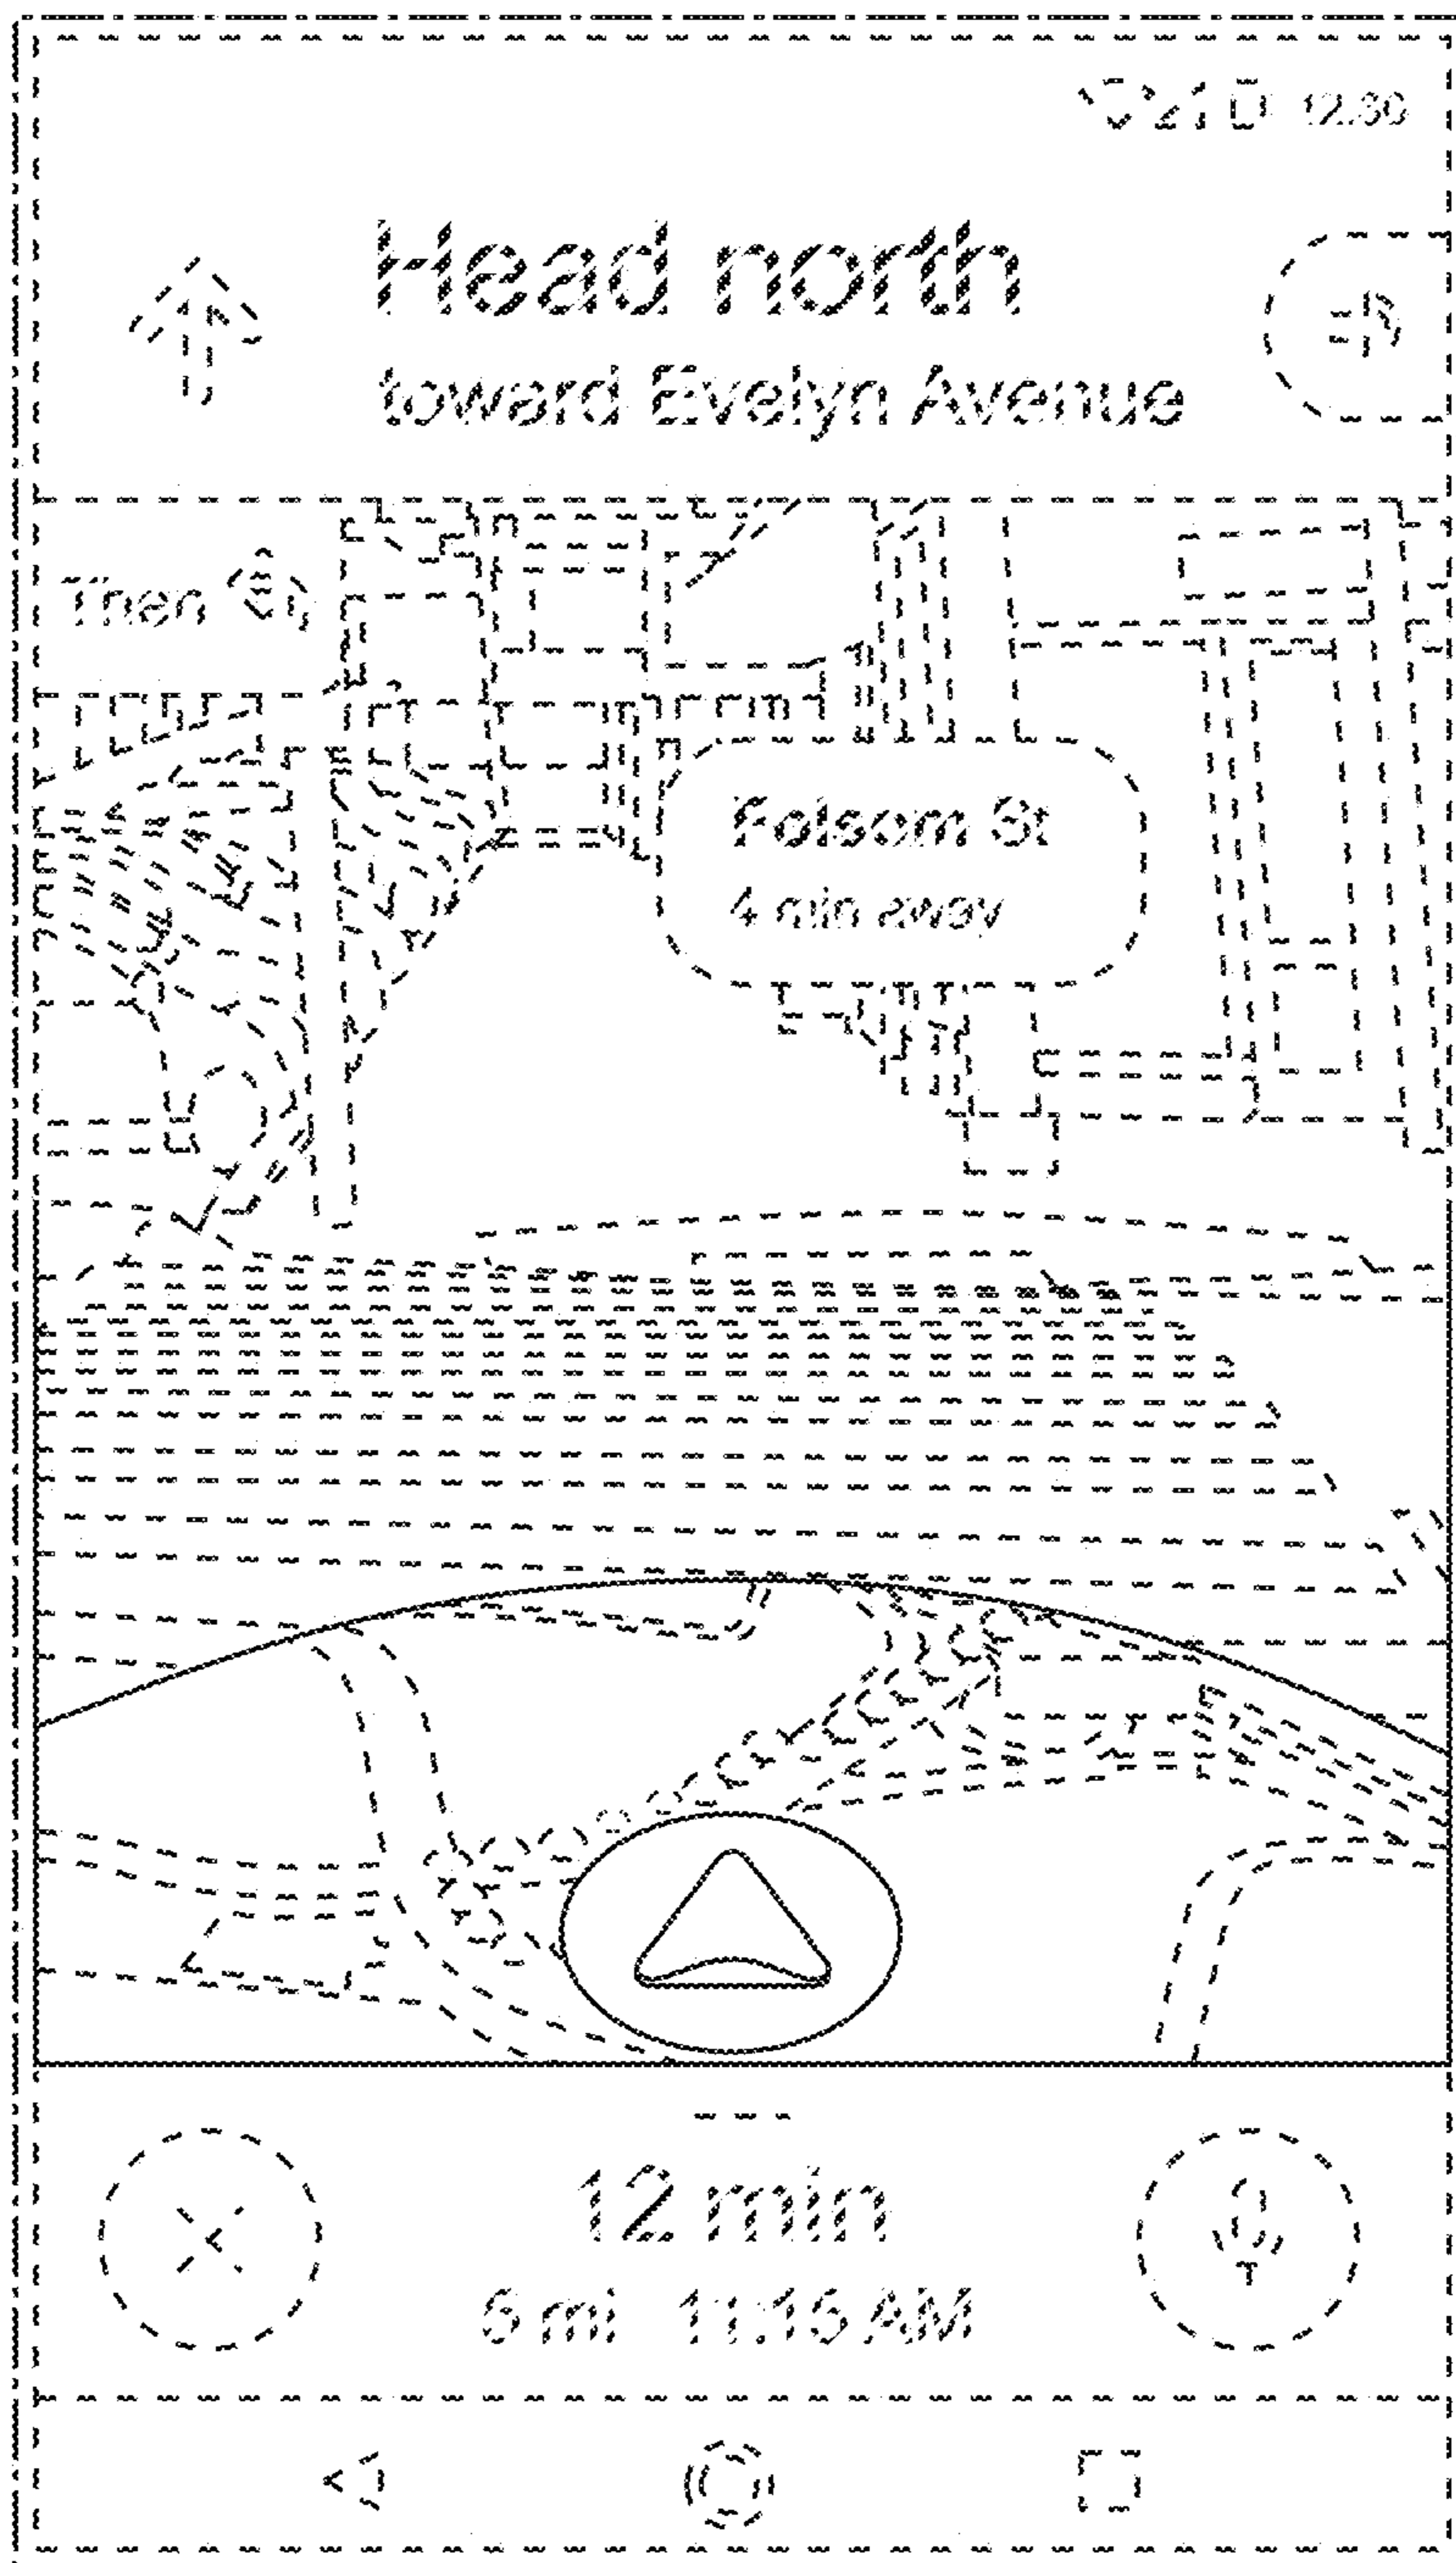 12:30
Head north
toward Evelyn Avenue
Then
Folsom St
4 min away
12 min
6 mi 11:15 AM